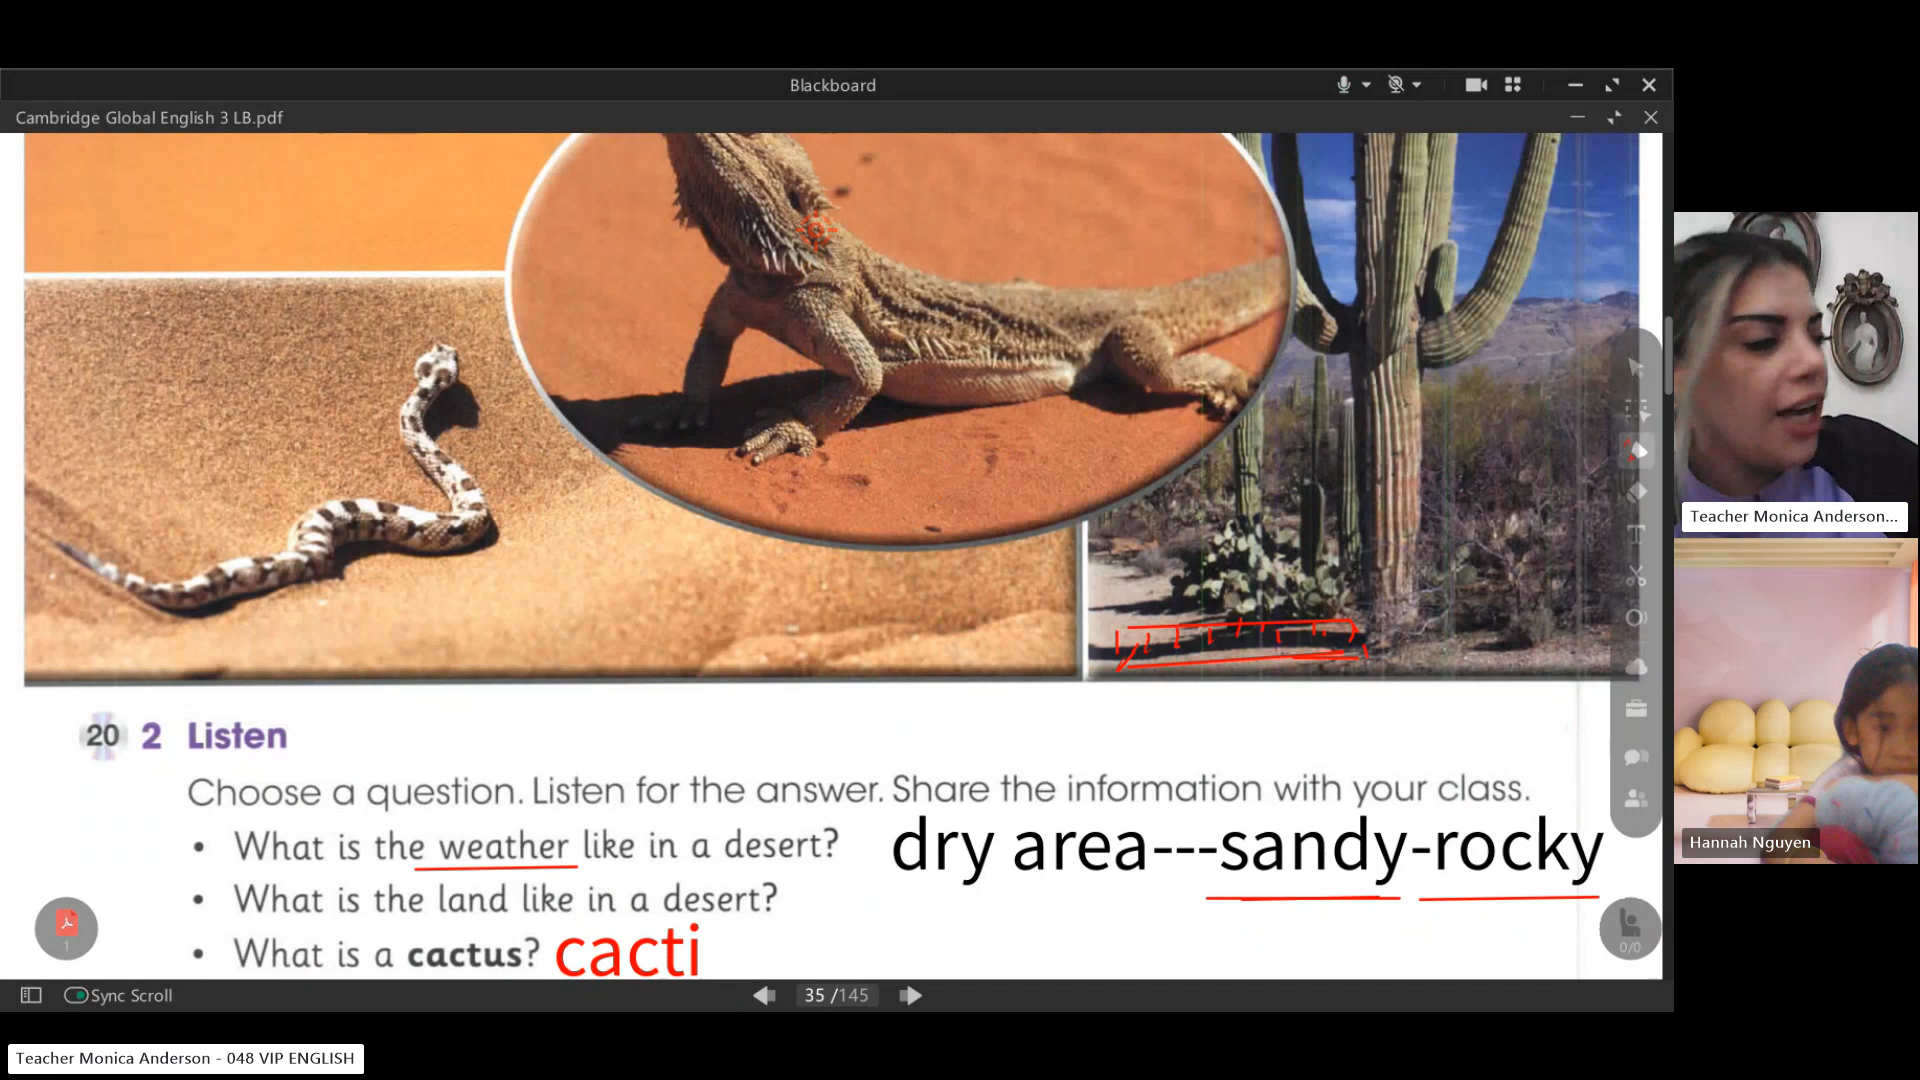 Blackboard
Cambridge Global English 3 LB.pdf
20 2 Listen
Choose a question. Listen for the answer. Share the information with your class.
• What is the weather like in a desert? dry area---sandy-rocky
• What is the land like in a desert?
• What is a cactus? cacti
1
0/0
Sync Scroll
35 /145
Teacher Monica Anderson...
Hannah Nguyen
Teacher Monica Anderson - 048 VIP ENGLISH